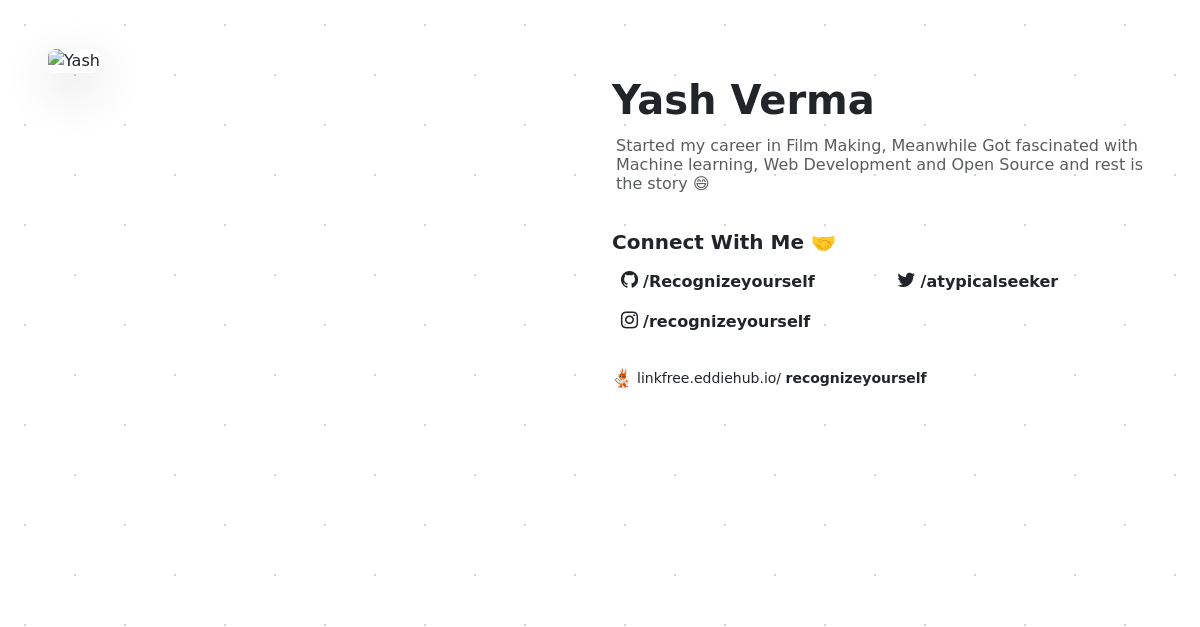 Yash
Yash Verma
Started my career in Film Making, Meanwhile Got fascinated with
Machine learning, Web Development and Open Source and rest is
the story 😄
Connect With Me 🤝
/Recognizeyourself
/atypicalseeker
/recognizeyourself
linkfree.eddiehub.io/ recognizeyourself